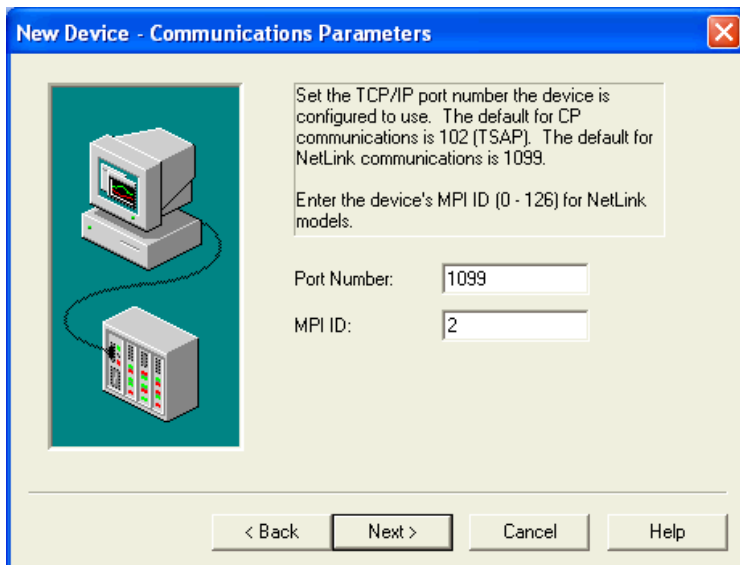 New Device - Communications Parameters
Set the TCP/IP port number the device is
configured to use. The default for CP
communications is 102 (TSAP). The default for
NetLink communications is 1099.
Enter the device's MPI ID (0 - 126) for NetLink
models.
Port Number:
1099
MPI ID:
2
< Back
Next >
Cancel
Help